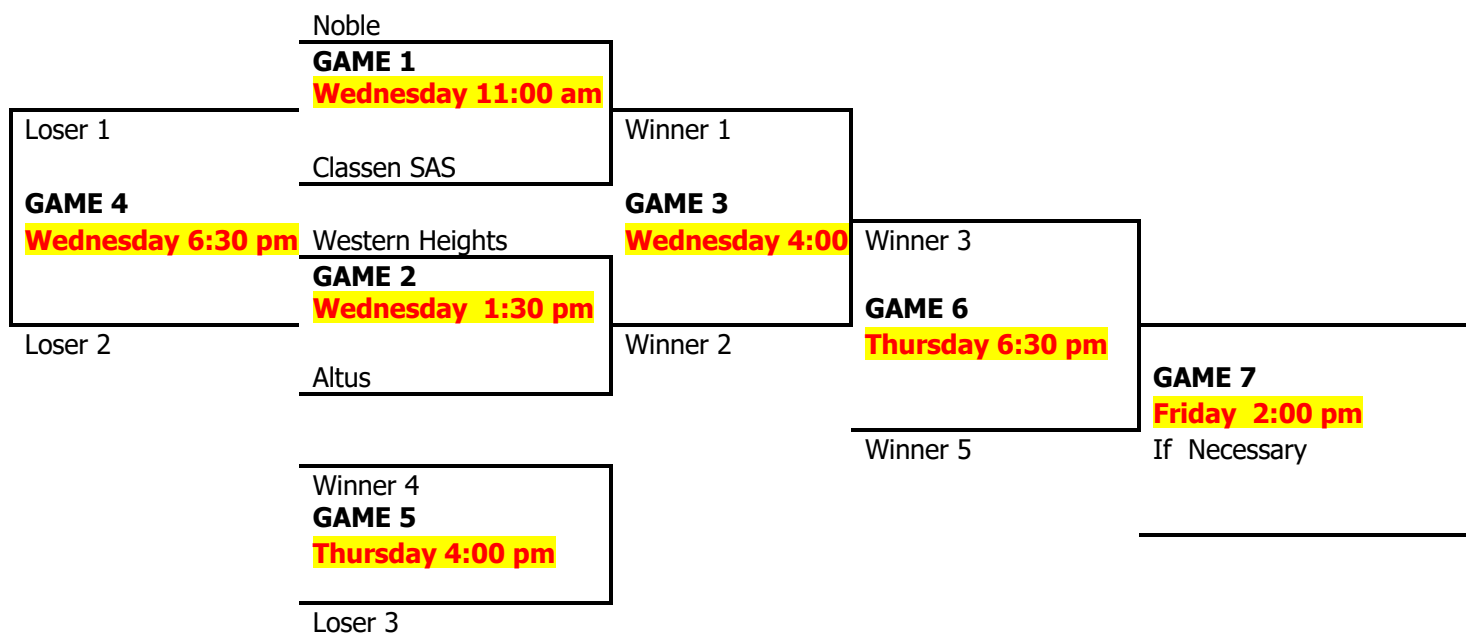 Noble
GAME 1
Wednesday 11:00 am
Loser 1
Winner 1
Classen SAS
GAME 4
GAME 3
Wednesday 6:30 pm
Western Heights
Wednesday 4:00
Winner 3
GAME 2
Wednesday 1:30 pm
GAME 6
Loser 2
Winner 2
Thursday 6:30 pm
Altus
GAME 7
Friday 2:00 pm
Winner 5
If Necessary
Winner 4
GAME 5
Thursday 4:00 pm
Loser 3